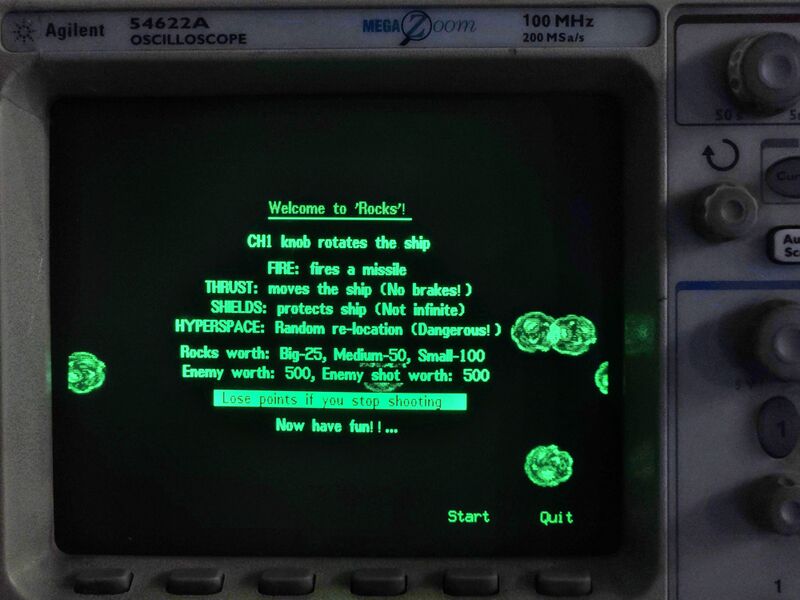 Agilent 54622A OSCILLOSCOPE
MEGA Zoom
100 MHz
200 MSa/s
Welcome to 'Rocks'!
CH1 knob rotates the ship
FIRE: fires a missile
THRUST: moves the ship (No brakes!)
SHIELDS: protects ship (Not infinite)
HYPERSPACE: Random re-location (Dangerous!)
Rocks worth: Big-25, Medium-50, Small-100
Enemy worth: 500, Enemy shot worth: 500
Lose points if you stop shooting
Now have fun!!...
Start Quit
1
1